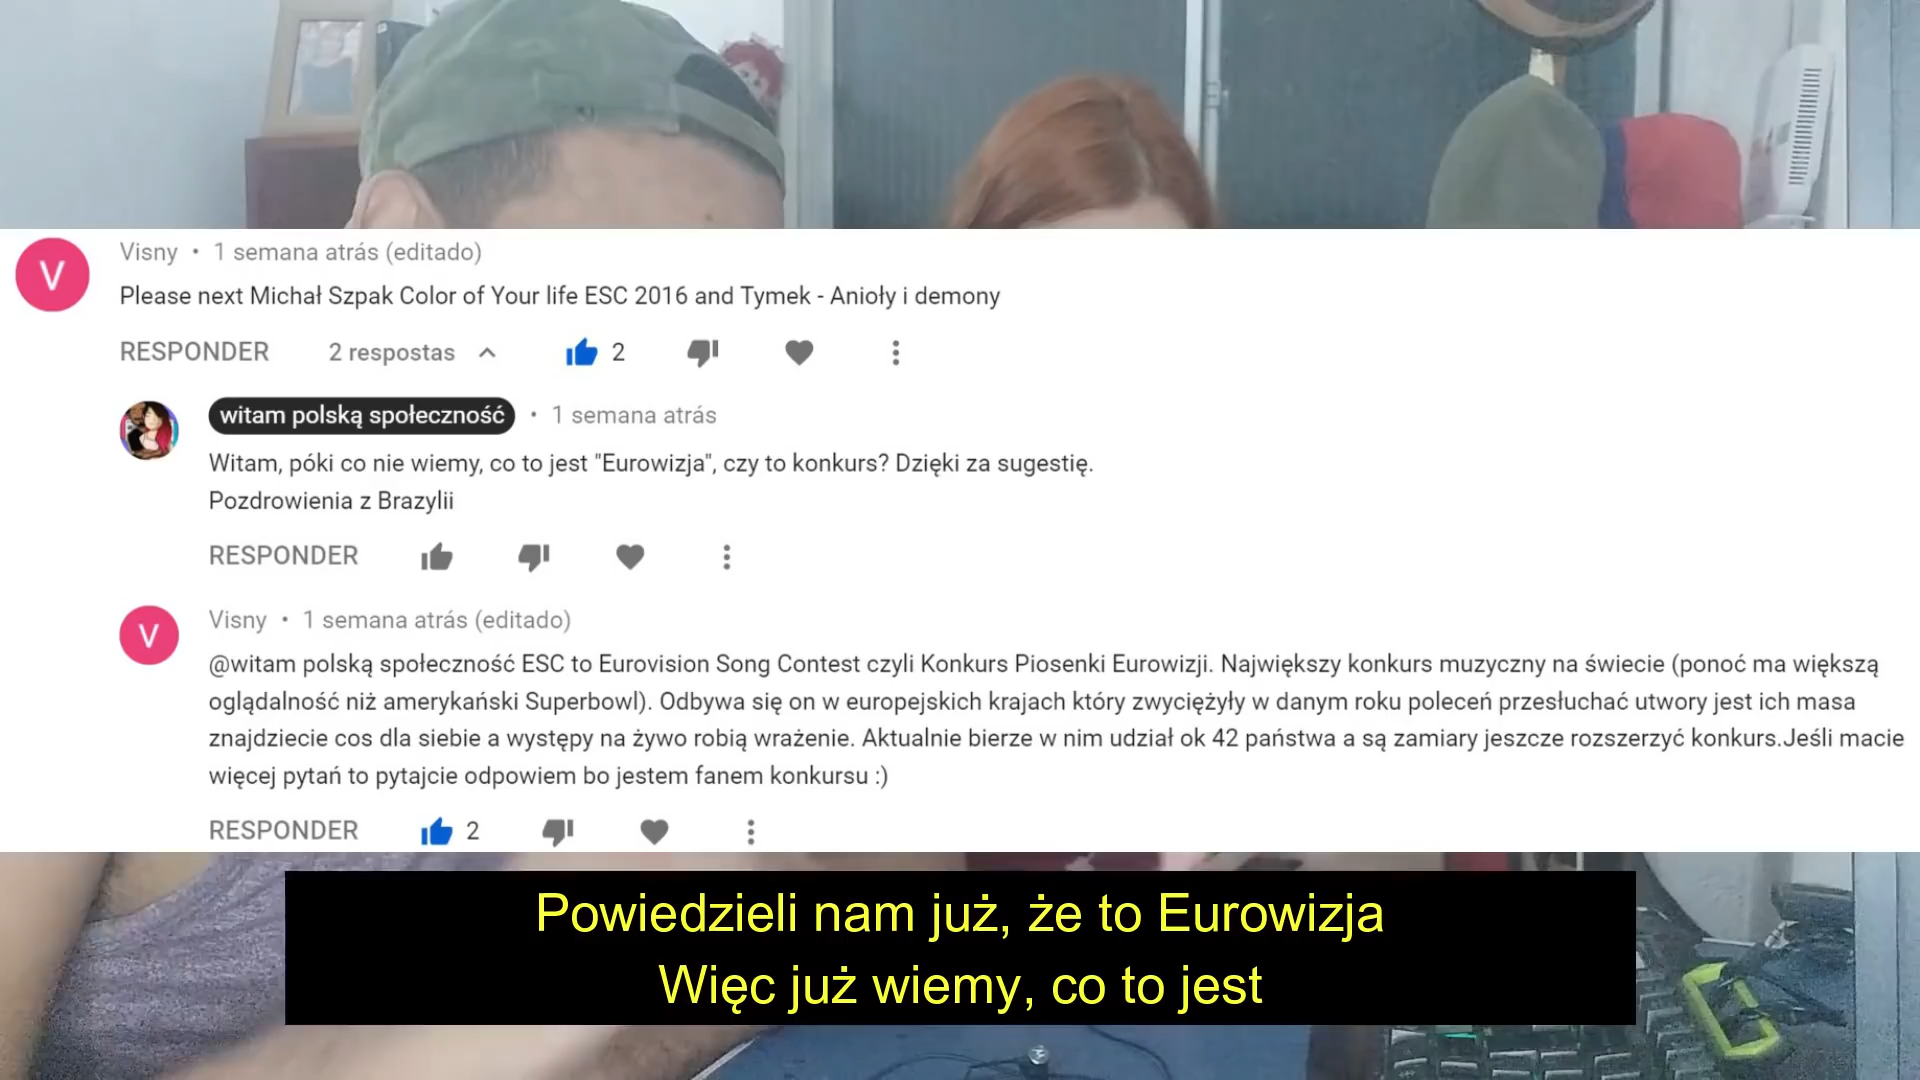 V
Visny • 1 semana atrás (editado)
Please next Michał Szpak Color of Your life ESC 2016 and Tymek - Anioły i demony
RESPONDER 2 respostas 2
witam polską społeczność • 1 semana atrás
Witam, póki co nie wiemy, co to jest "Eurowizja", czy to konkurs? Dzięki za sugestię.
Pozdrowienia z Brazylii
RESPONDER
V
Visny • 1 semana atrás (editado)
@witam polską społeczność ESC to Eurovision Song Contest czyli Konkurs Piosenki Eurowizji. Największy konkurs muzyczny na świecie (ponoć ma większą
oglądalność niż amerykański Superbowl). Odbywa się on w europejskich krajach który zwyciężyły w danym roku poleceń przesłuchać utwory jest ich masa
znajdziecie cos dla siebie a występy na żywo robią wrażenie. Aktualnie bierze w nim udział ok 42 państwa a są zamiary jeszcze rozszerzyć konkurs.Jeśli macie
więcej pytań to pytajcie odpowiem bo jestem fanem konkursu :)
RESPONDER 2
Powiedzieli nam już, że to Eurowizja
Więc już wiemy, co to jest